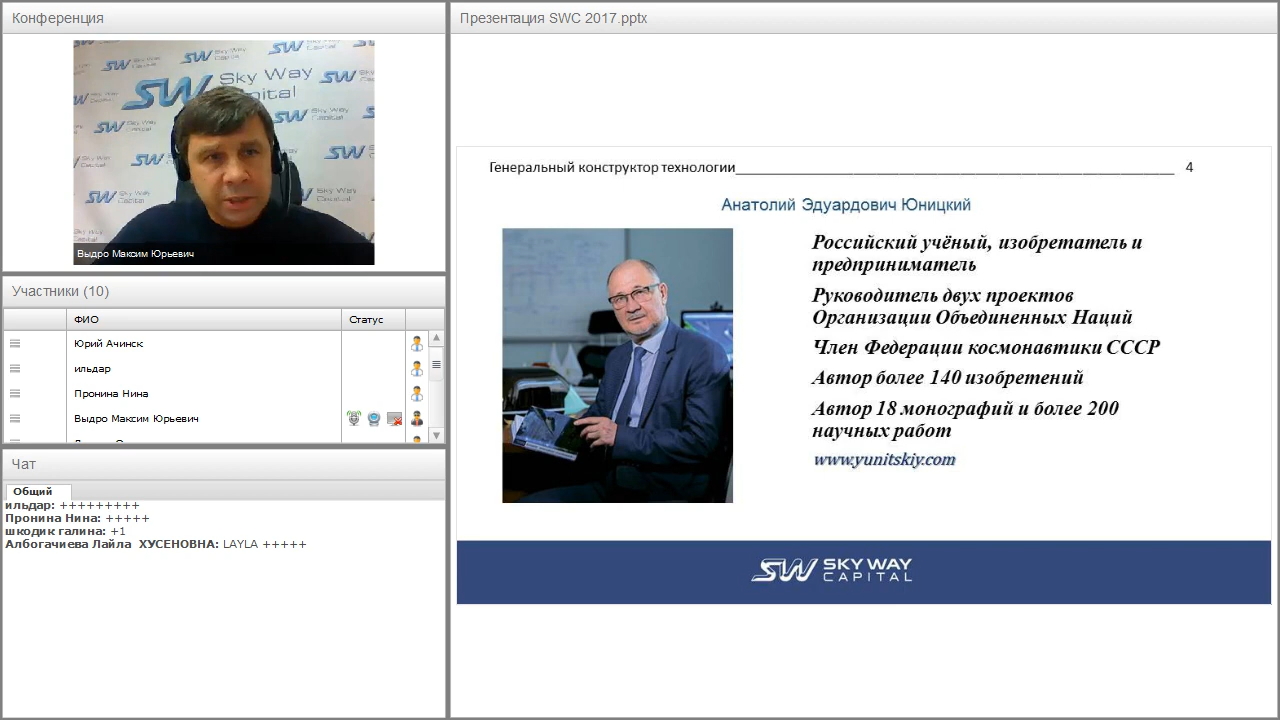 Конференция
Sky Way
Capital
Выдро Максим Юрьевич
Участники (10)
ФИО
Статус
Юрий Ачинск
ильдар
Пронина Нина
Выдро Максим Юрьевич
Чат
Общий
ильдар: +++++++++
Пронина Нина: +++++
шкодик галина: +1
Албогачиева Лайла ХУСЕНОВНА: LAYLA +++++
Презентация SWC 2017.pptx
Генеральный конструктор технологии 4
Анатолий Эдуардович Юницкий
Российский учёный, изобретатель и
предприниматель
Руководитель двух проектов
Организации Объединенных Наций
Член Федерации космонавтики СССР
Автор более 140 изобретений
Автор 18 монографий и более 200
научных работ
www.yunitskiy.com
SW SKY WAY
CAPITAL